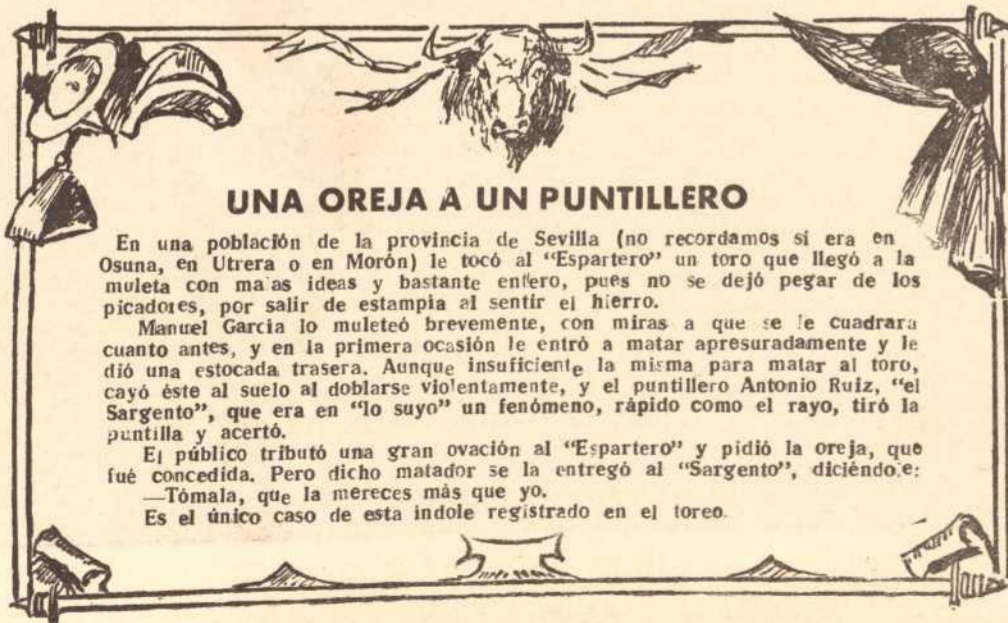 UNA OREJA A UN PUNTILLERO
En una población de la provincia de Sevilla (no recordamos si era en
Osuna, en Utrera o en Morón) le tocó al "Espartero" un toro que llegó a la
muleta con malas ideas y bastante entero, pues no se dejó pegar de los
picadores, por salir de estampia al sentir el hierro.
Manuel Garcia lo muleteó brevemente, con miras a que se le cuadrara
cuanto antes, y en la primera ocasión le entró a matar apresuradamente y le
dió una estocada trasera. Aunque insuficiente la misma para matar al toro,
cayó éste al suelo al doblarse violentamente, y el puntillero Antonio Ruiz, "el
Sargento", que era en "lo suyo" un fenómeno, rápido como el rayo, tiró la
puntilla y acertó.
El público tributó una gran ovación al "Espartero" y pidió la oreja, que
fué concedida. Pero dicho matador se la entregó al "Sargento", diciéndole:
—Tómala, que la mereces más que yo.
Es el único caso de esta indole registrado en el toreo.